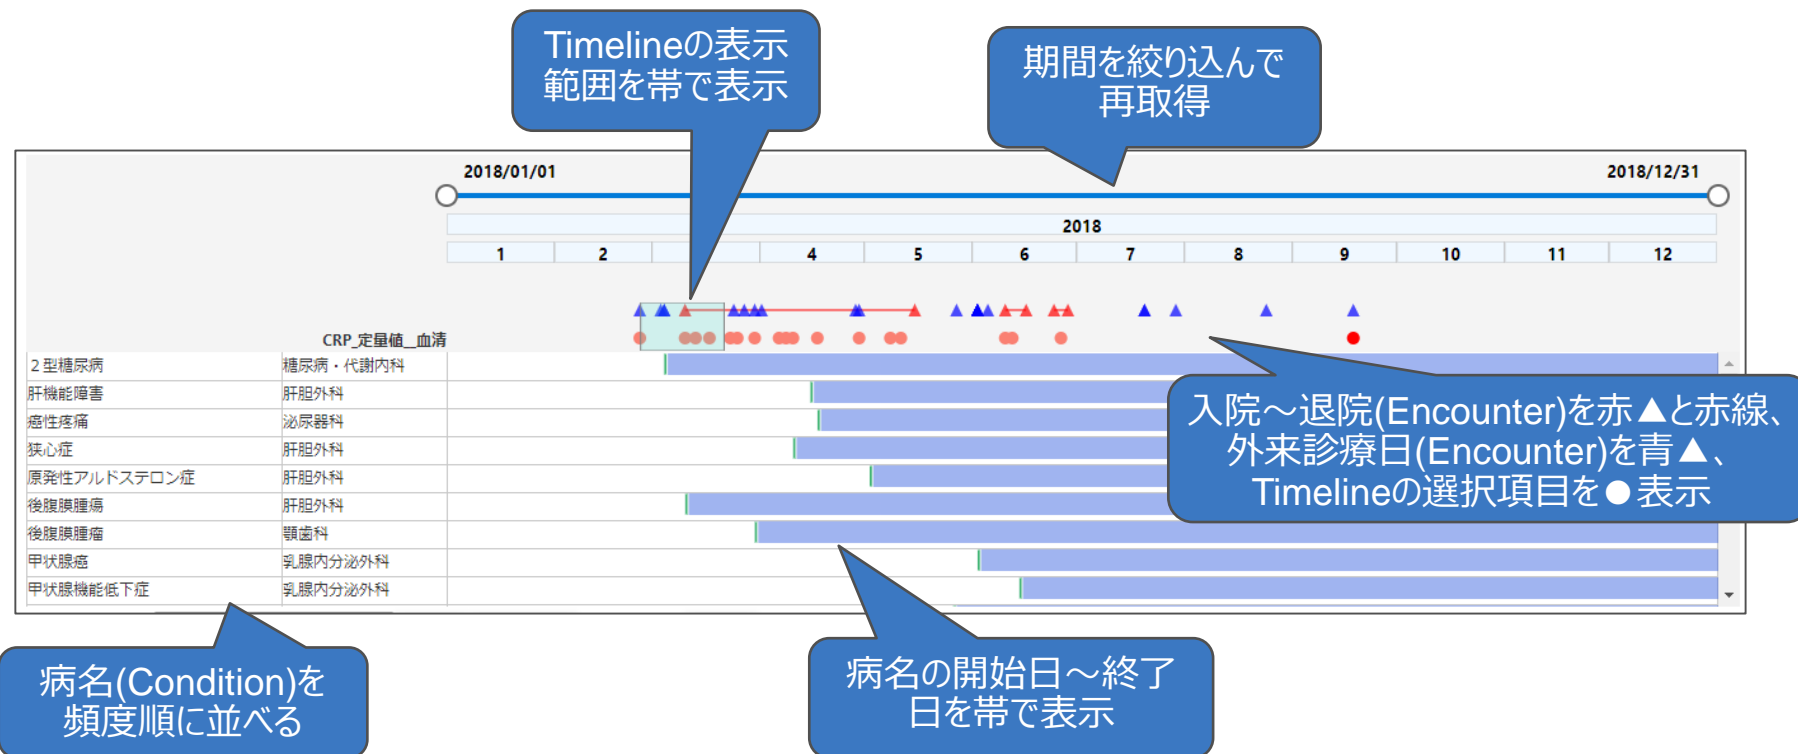 Timelineの表示
範囲を帯で表示
期間を絞り込んで
再取得
2018/01/01
2018/12/31
2018
1 2 4 5 6 7 8 9 10 11 12
CRP_定量値__血清
２型糖尿病 糖尿病・代謝内科
肝機能障害 肝胆外科
癌性疼痛 泌尿器科
狭心症 肝胆外科
原発性アルドステロン症 肝胆外科
後腹膜腫瘍 肝胆外科
後腹膜腫瘤 顎歯科
甲状腺癌 乳腺内分泌外科
甲状腺機能低下症 乳腺内分泌外科
入院～退院(Encounter)を赤▲と赤線、
外来診療日(Encounter)を青▲、
Timelineの選択項目を●表示
病名(Condition)を
頻度順に並べる
病名の開始日～終了
日を帯で表示